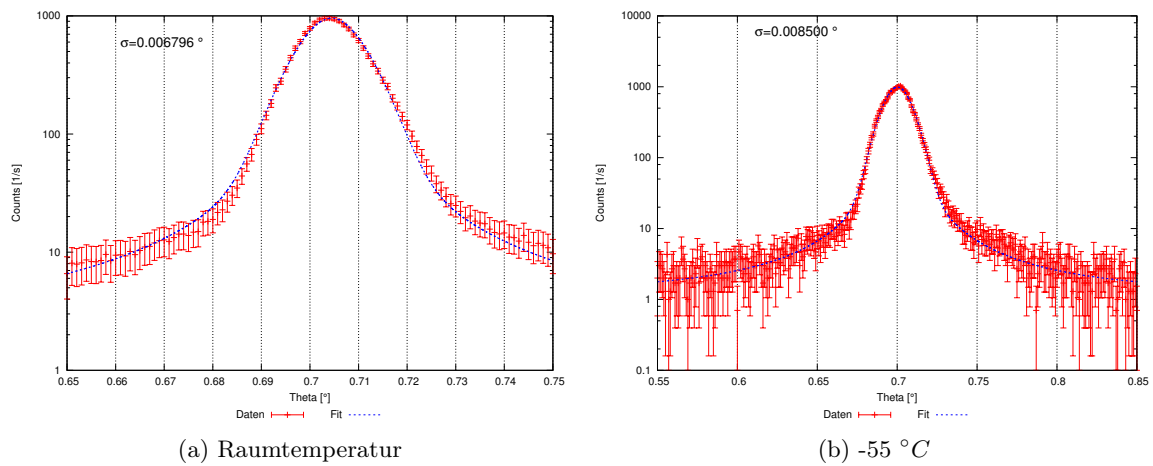 1000
100
10
1
Counts [1/s]
σ=0.006796 °
0.65 0.66 0.67 0.68 0.69 0.7 0.71 0.72 0.73 0.74 0.75
Theta [°]
Daten Fit
(a) Raumtemperatur
10000
1000
100
10
1
0.1
Counts [1/s]
σ=0.008500 °
0.55 0.6 0.65 0.7 0.75 0.8 0.85
Theta [°]
Daten Fit
(b) -55 °C